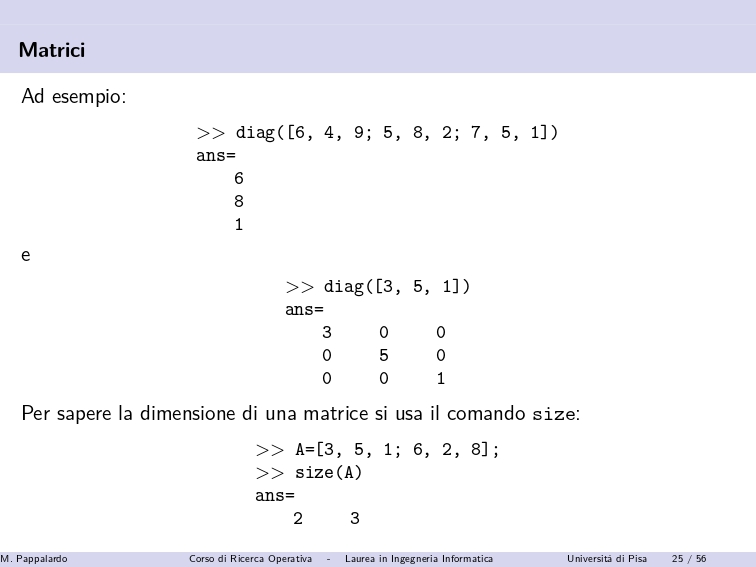 Matrici
Ad esempio:
>> diag([6, 4, 9; 5, 8, 2; 7, 5, 1])
ans=
6
8
1
e
>> diag([3, 5, 1])
ans=
3 0 0
0 5 0
0 0 1
Per sapere la dimensione di una matrice si usa il comando size:
>> A=[3, 5, 1; 6, 2, 8];
>> size(A)
ans=
2 3
M. Pappalardo Corso di Ricerca Operativa - Laurea in Ingegneria Informatica Università di Pisa 25 / 56